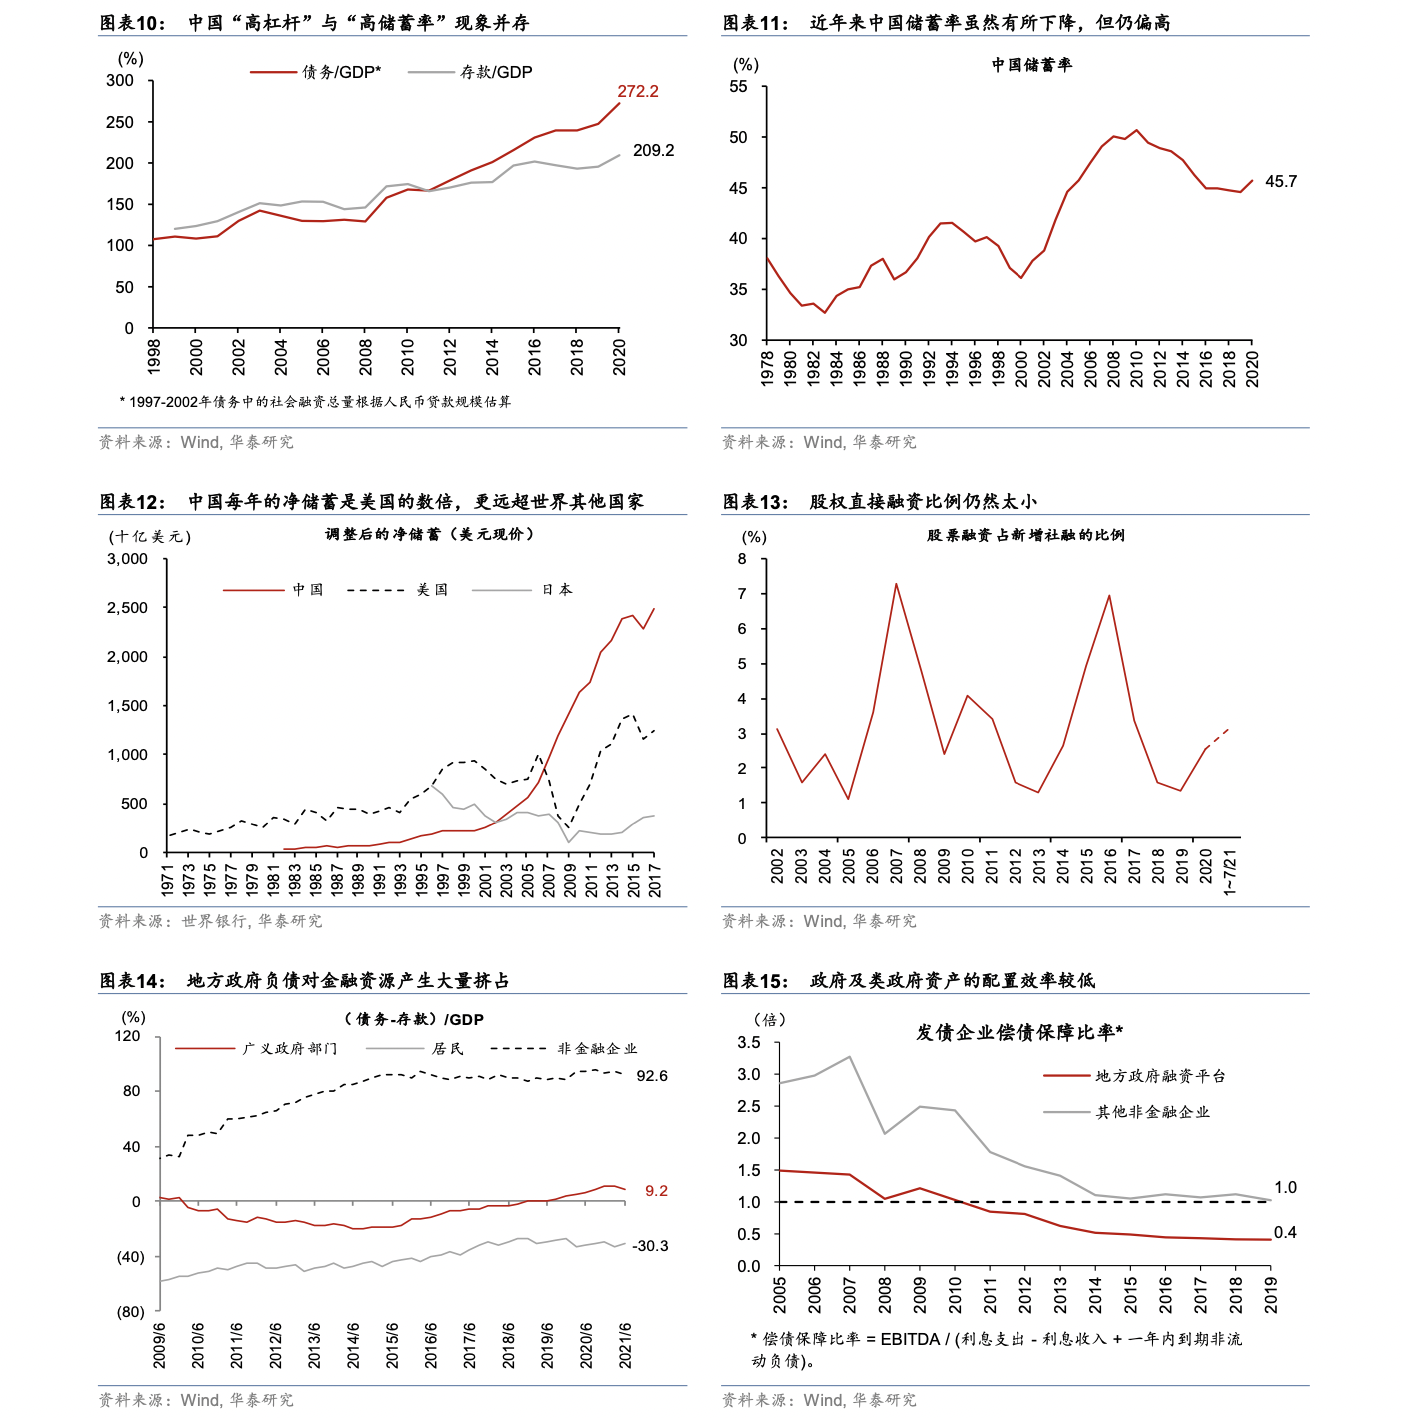 图表10： 中国“高杠杆”与“高储蓄率”现象并存
(%)
债务/GDP* 存款/GDP
300
250
200
150
100
50
0
272.2
209.2
1998 2000 2002 2004 2006 2008 2010 2012 2014 2016 2018 2020
* 1997-2002年债务中的社会融资总量根据人民币贷款规模估算
资料来源：Wind, 华泰研究
图表11： 近年来中国储蓄率虽然有所下降，但仍偏高
(%)
中国储蓄率
55
50
45
40
35
30
45.7
1978 1980 1982 1984 1986 1988 1990 1992 1994 1996 1998 2000 2002 2004 2006 2008 2010 2012 2014 2016 2018 2020
资料来源：Wind, 华泰研究
图表12： 中国每年的净储蓄是美国的数倍，更远超世界其他国家
(十亿美元)
调整后的净储蓄（美元现价）
中国 美国 日本
3,000
2,500
2,000
1,500
1,000
500
0
1971 1973 1975 1977 1979 1981 1983 1985 1987 1989 1991 1993 1995 1997 1999 2001 2003 2005 2007 2009 2011 2013 2015 2017
资料来源：世界银行, 华泰研究
图表13： 股权直接融资比例仍然太小
(%)
股票融资占新增社融的比例
8
7
6
5
4
3
2
1
0
2002 2003 2004 2005 2006 2007 2008 2009 2010 2011 2012 2013 2014 2015 2016 2017 2018 2019 2020 1~7/21
资料来源：Wind, 华泰研究
图表14： 地方政府负债对金融资源产生大量挤占
(%)
（债务-存款）/GDP
广义政府部门 居民 非金融企业
120
80
40
0
(40)
(80)
92.6
9.2
-30.3
2009/6 2010/6 2011/6 2012/6 2013/6 2014/6 2015/6 2016/6 2017/6 2018/6 2019/6 2020/6 2021/6
资料来源：Wind, 华泰研究
图表15： 政府及类政府资产的配置效率较低
（倍）
发债企业偿债保障比率*
地方政府融资平台
其他非金融企业
3.5
3.0
2.5
2.0
1.5
1.0
0.5
0.0
1.0
0.4
2005 2006 2007 2008 2009 2010 2011 2012 2013 2014 2015 2016 2017 2018 2019
* 偿债保障比率 = EBITDA / (利息支出 - 利息收入 + 一年内到期非流
动负债)。
资料来源：Wind, 华泰研究